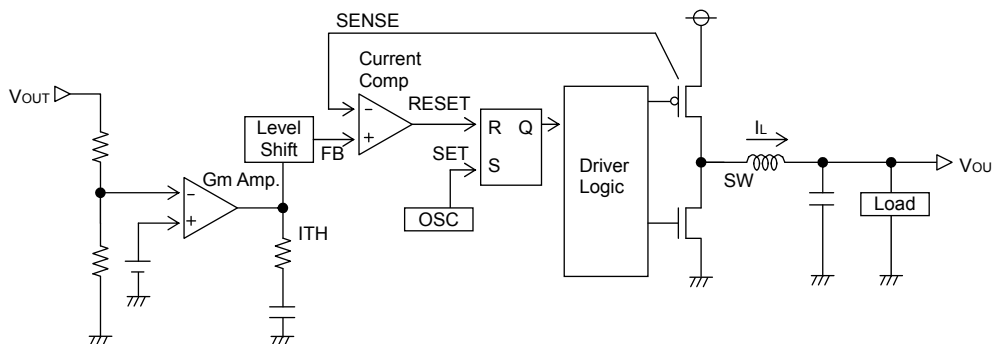 SENSE
Current
Comp
VOUT
RESET
Level
Shift
FB
-
+
R Q
S
SET
OSC
Gm Amp.
-
+
ITH
Driver
Logic
IL
SW
VOU
Load